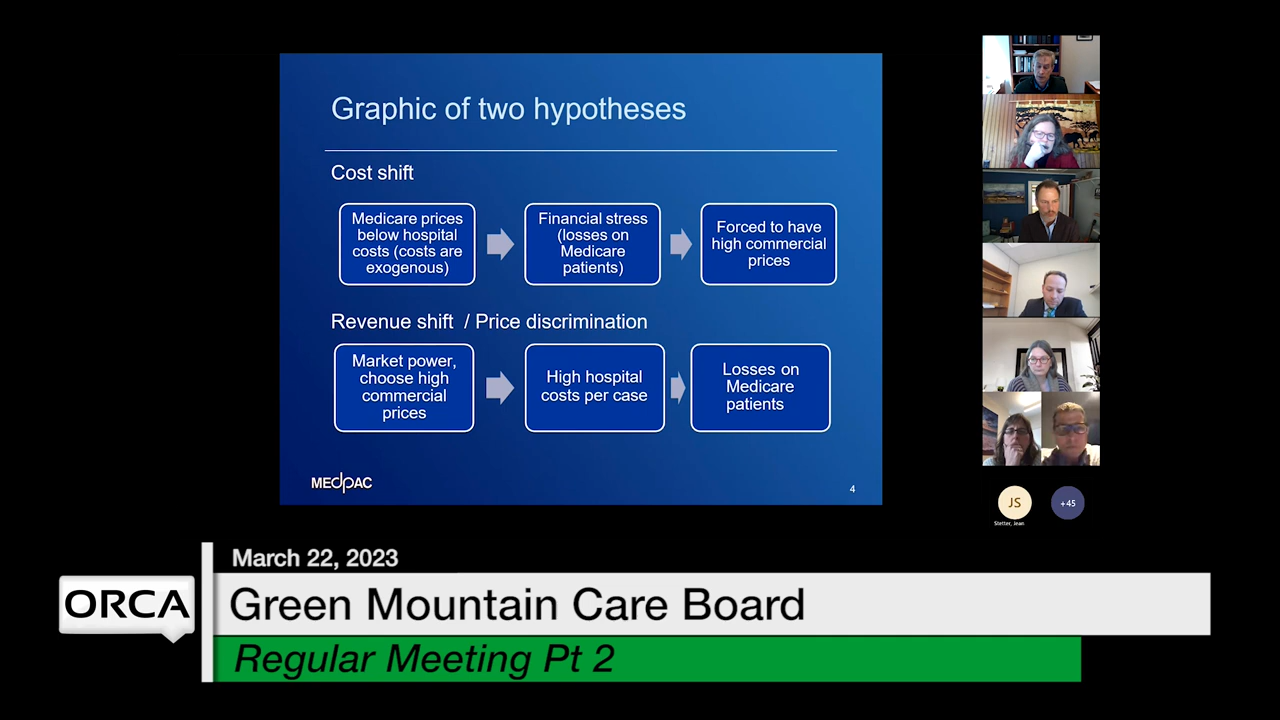 Graphic of two hypotheses
Cost shift
Medicare prices
below hospital
costs (costs are
exogenous)
Financial stress
(losses on
Medicare
patients)
Forced to have
high commercial
prices
Revenue shift / Price discrimination
Market power,
choose high
commercial
prices
High hospital
costs per case
Losses on
Medicare
patients
MEdpAC
4
JS
+45
Stetter, Jean
March 22, 2023
ORCA
Green Mountain Care Board
Regular Meeting Pt 2